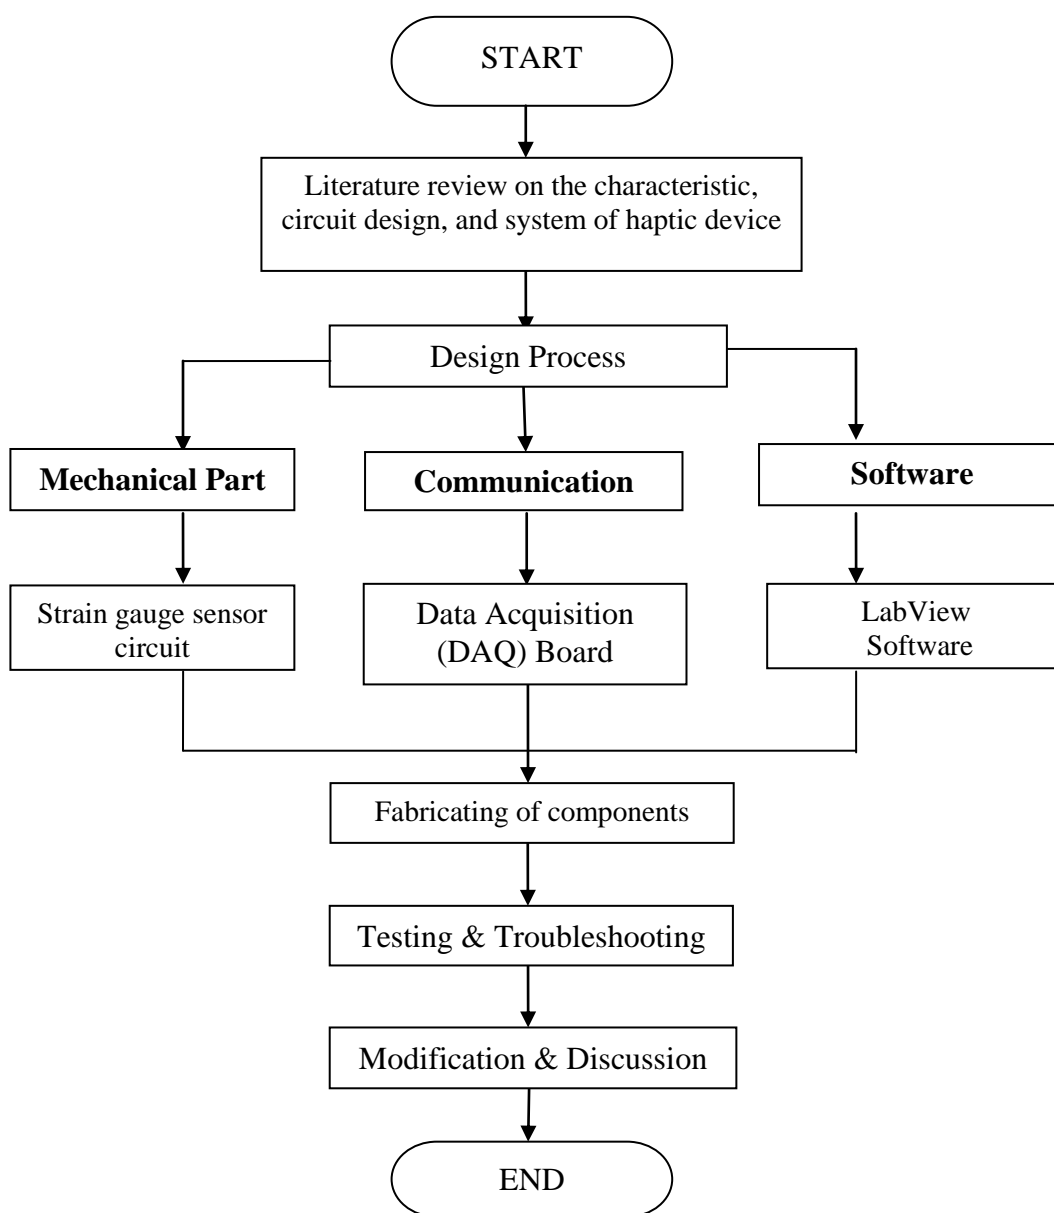 START
Literature review on the characteristic,
circuit design, and system of haptic device
Design Process
Mechanical Part
Communication
Software
Strain gauge sensor
circuit
Data Acquisition
(DAQ) Board
LabView
Software
Fabricating of components
Testing & Troubleshooting
Modification & Discussion
END